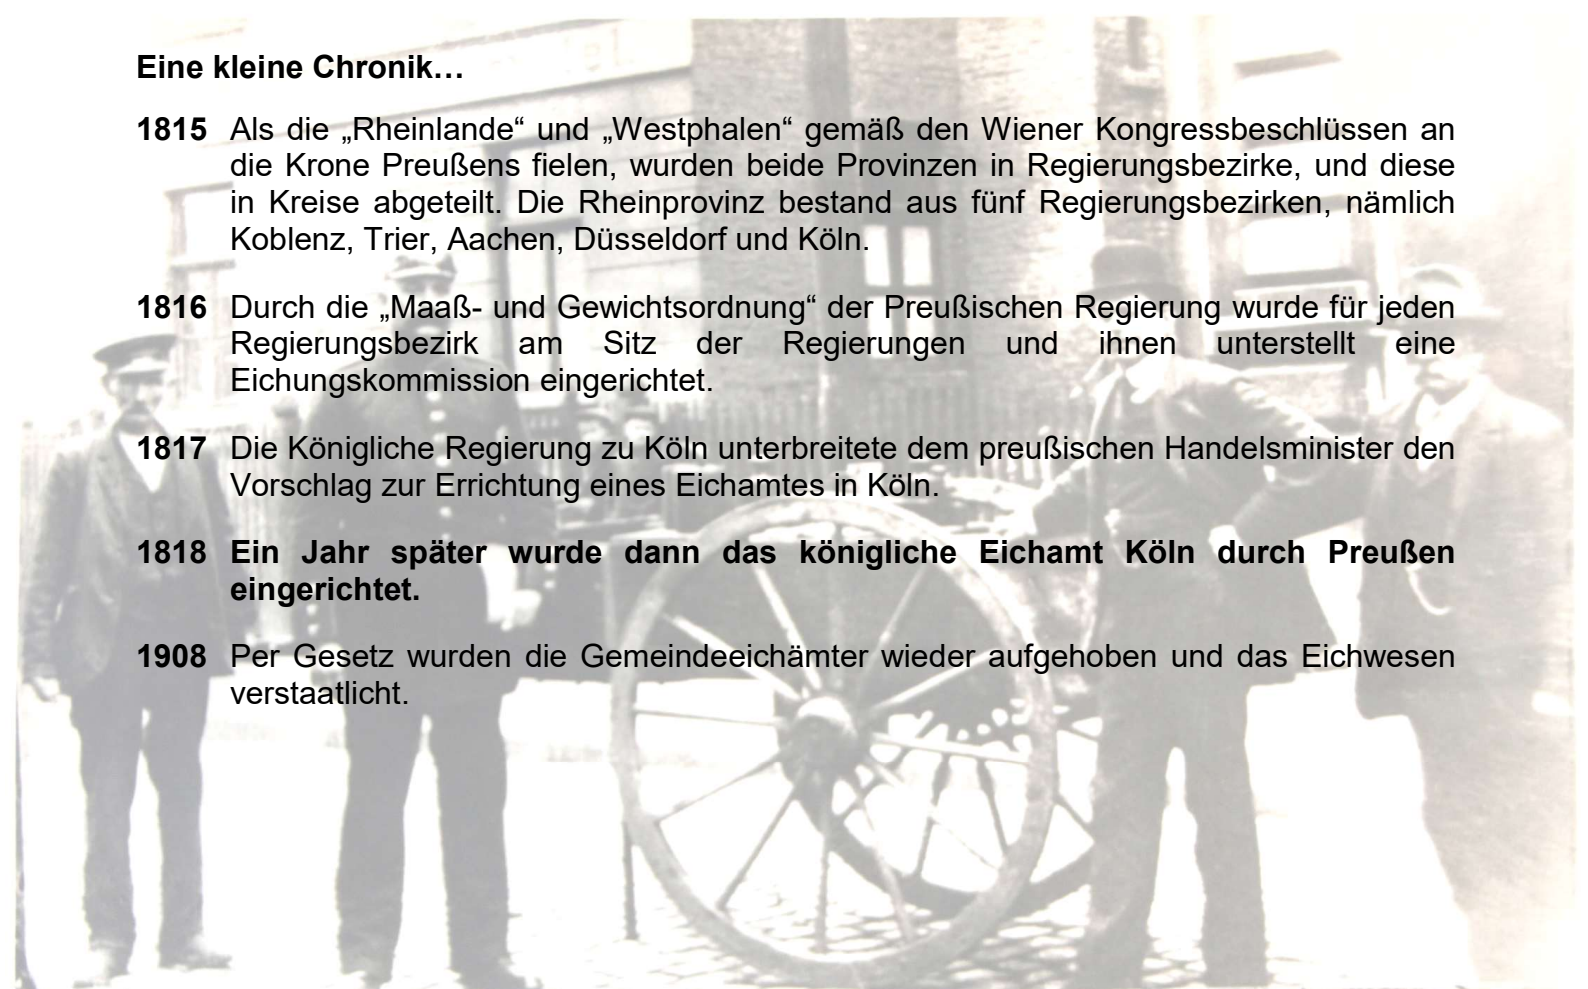 Eine kleine Chronik…
1815 Als die „Rheinlande“ und „Westphalen“ gemäß den Wiener Kongressbeschlüssen an
die Krone Preußens fielen, wurden beide Provinzen in Regierungsbezirke, und diese
in Kreise abgeteilt. Die Rheinprovinz bestand aus fünf Regierungsbezirken, nämlich
Koblenz, Trier, Aachen, Düsseldorf und Köln.
1816 Durch die „Maaß- und Gewichtsordnung“ der Preußischen Regierung wurde für jeden
Regierungsbezirk am Sitz der Regierungen und ihnen unterstellt eine
Eichungskommission eingerichtet.
1817 Die Königliche Regierung zu Köln unterbreitete dem preußischen Handelsminister den
Vorschlag zur Errichtung eines Eichamtes in Köln.
1818 Ein Jahr später wurde dann das königliche Eichamt Köln durch Preußen
eingerichtet.
1908 Per Gesetz wurden die Gemeindeeichämter wieder aufgehoben und das Eichwesen
verstaatlicht.